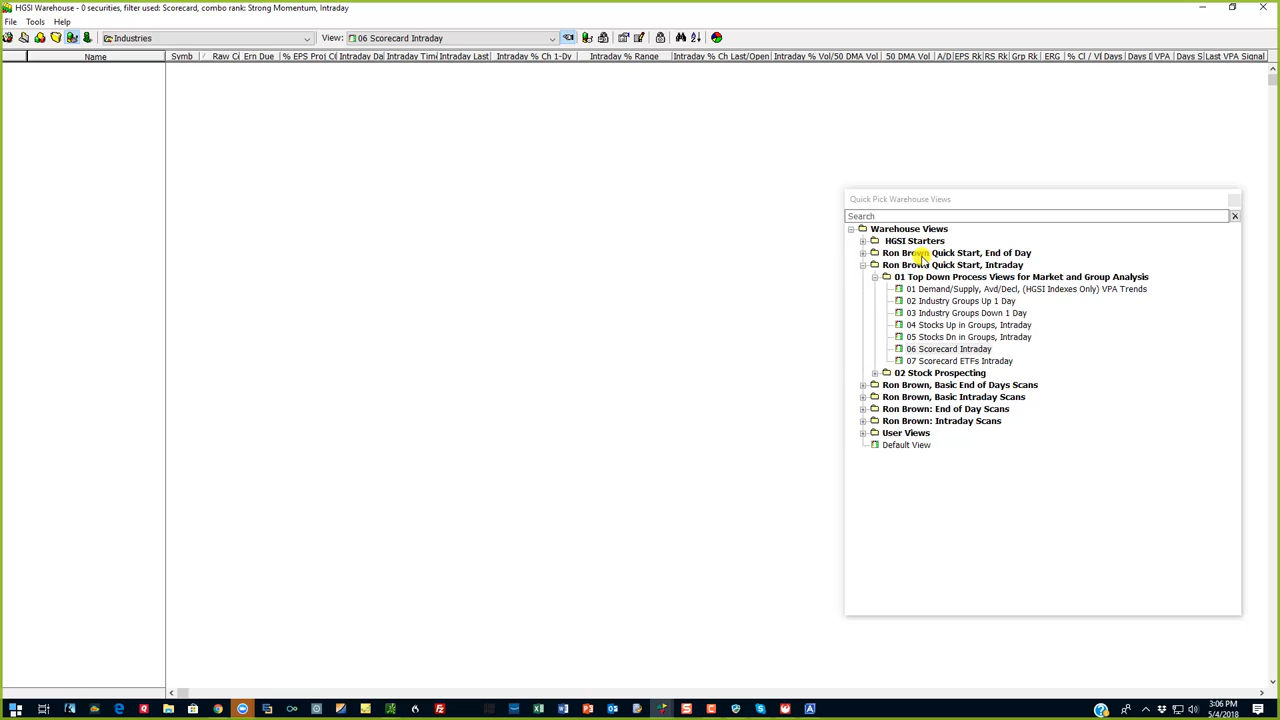 HGSI Warehouse - 0 securities, filter used: Scorecard, combo rank: Strong Momentum, Intraday
File Tools Help
Industries View: 06 Scorecard Intraday
Name Symb Raw Ern Due % EPS Proj Intraday Da Intraday Time Intraday Last Intraday % Ch 1-Dy Intraday % Range Intraday % Ch Last/Open Intraday % Vol/50 DMA Vol 50 DMA Vol A/D EPS Rk RS Rk Grp Rk ERG % Cl / VI Days Days VPA Days S Last VPA Signal
Quick Pick Warehouse Views
Search
Warehouse Views
HGSI Starters
Ron Brown Quick Start, End of Day
Ron Brown Quick Start, Intraday
01 Top Down Process Views for Market and Group Analysis
01 Demand/Supply, Avd/Decl, (HGSI Indexes Only) VPA Trends
02 Industry Groups Up 1 Day
03 Industry Groups Down 1 Day
04 Stocks Up in Groups, Intraday
05 Stocks Dn in Groups, Intraday
06 Scorecard Intraday
07 Scorecard ETFs Intraday
02 Stock Prospecting
Ron Brown, Basic End of Days Scans
Ron Brown, Basic Intraday Scans
Ron Brown: End of Day Scans
Ron Brown: Intraday Scans
User Views
Default View
3:06 PM
5/4/2018